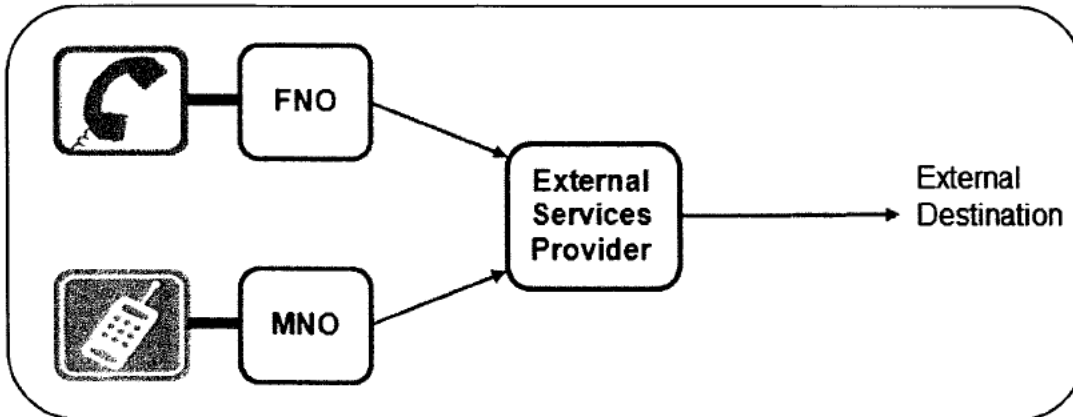 FNO
External
Services
Provider
External
Destination
MNO